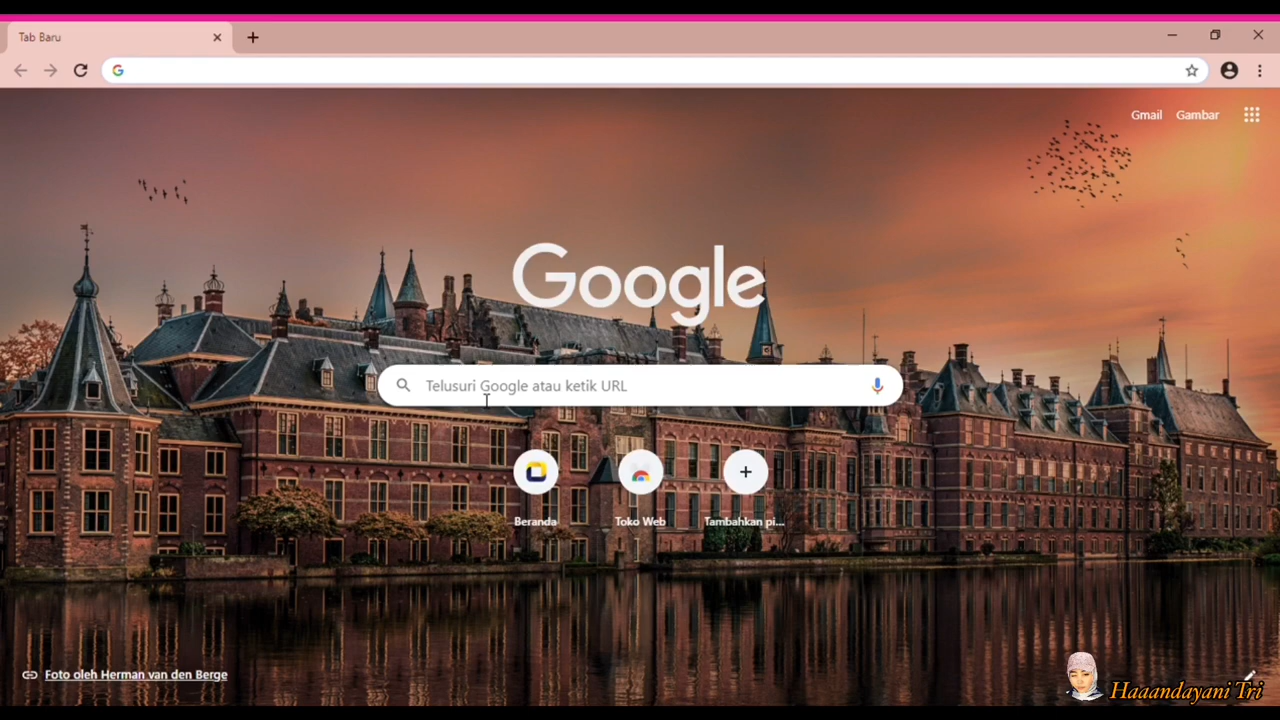 Tab Baru
Gmail Gambar
Google
Telusuri Google atau ketik URL
Beranda Toko Web Tambahkan pi...
Foto oleh Herman van den Berge
Haaandayani Tri